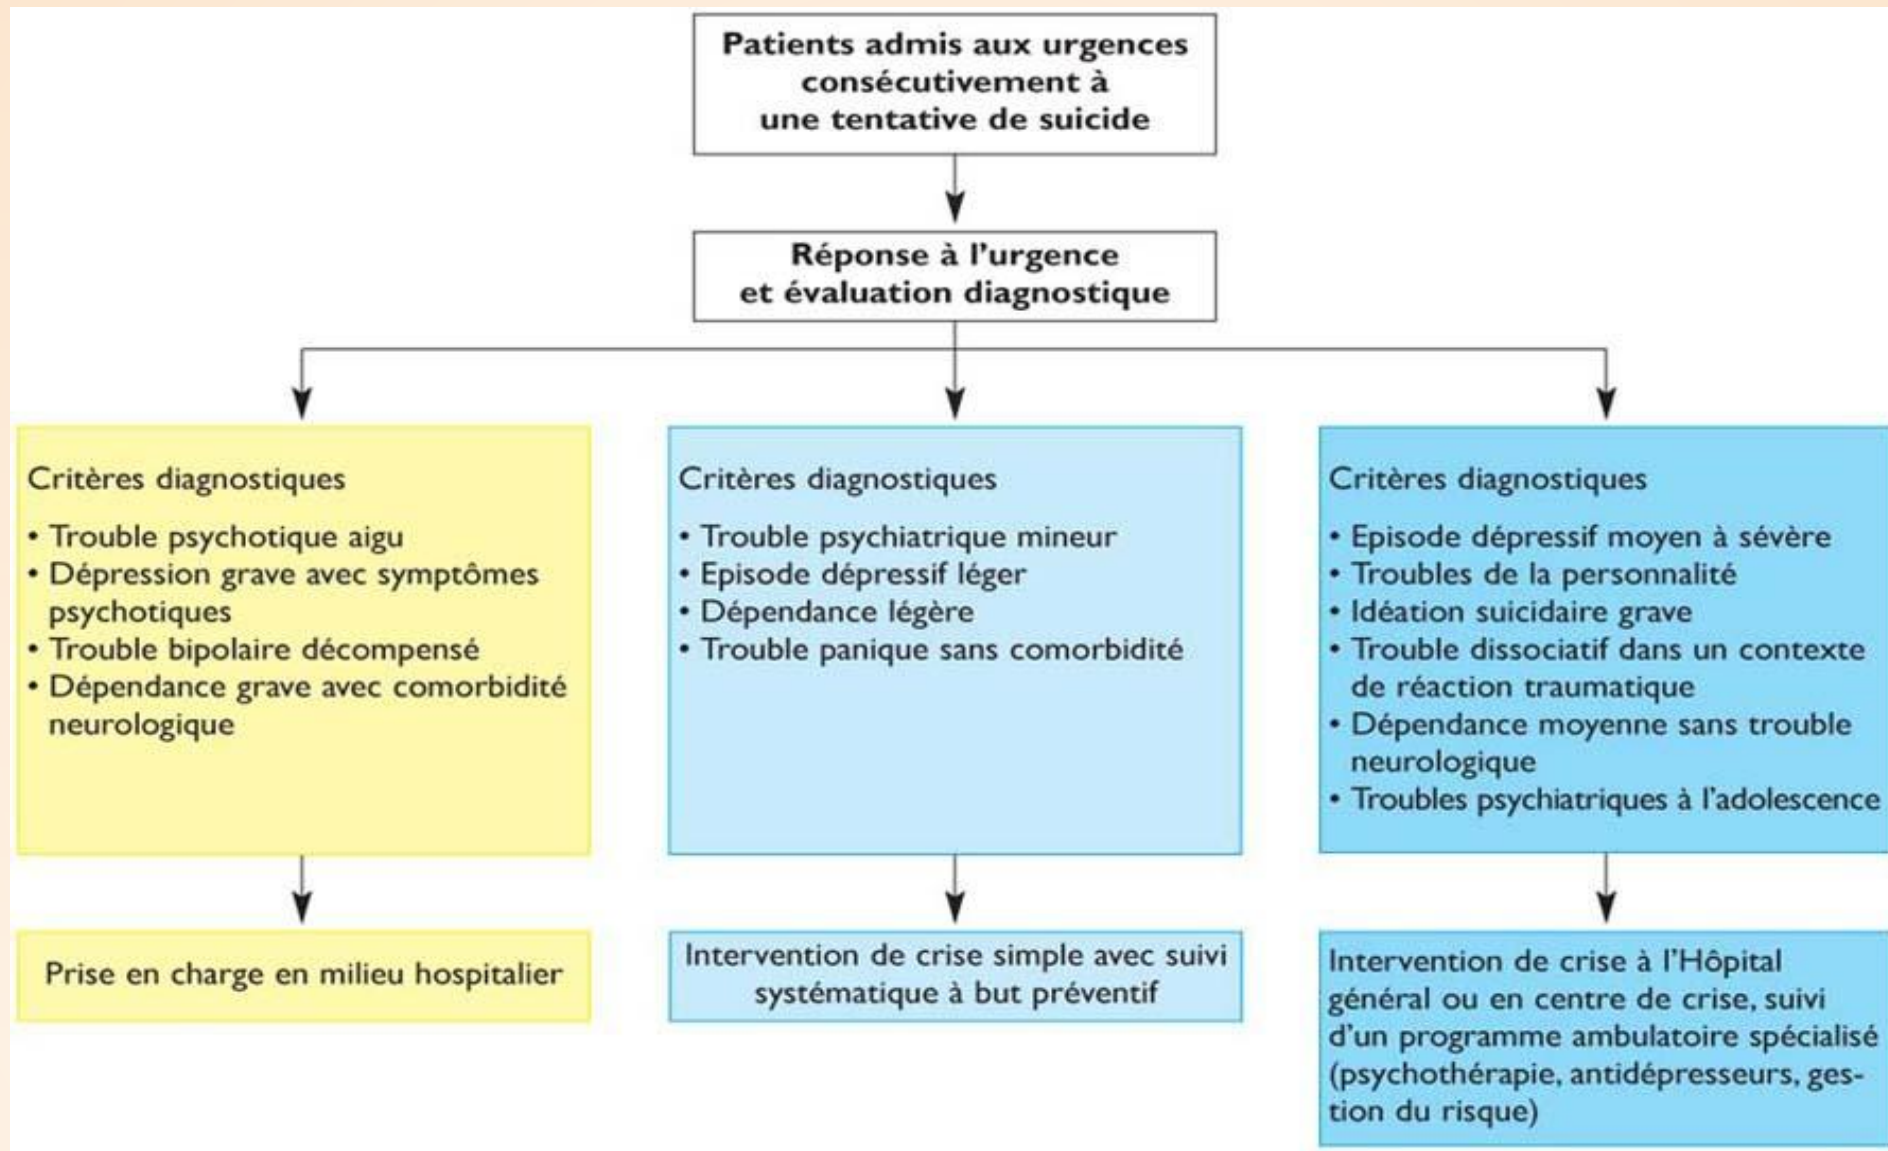 Patients admis aux urgences
consécutivement à
une tentative de suicide
Réponse à l'urgence
et évaluation diagnostique
Critères diagnostiques
• Trouble psychotique aigu
• Dépression grave avec symptômes
psychotiques
• Trouble bipolaire décompensé
• Dépendance grave avec comorbidité
neurologique
Critères diagnostiques
• Trouble psychiatrique mineur
• Episode dépressif léger
• Dépendance légère
• Trouble panique sans comorbidité
Critères diagnostiques
• Episode dépressif moyen à sévère
• Troubles de la personnalité
• Idéation suicidaire grave
• Trouble dissociatif dans un contexte
de réaction traumatique
• Dépendance moyenne sans trouble
neurologique
• Troubles psychiatriques à l'adolescence
Prise en charge en milieu hospitalier
Intervention de crise simple avec suivi
systématique à but préventif
Intervention de crise à l'Hôpital
général ou en centre de crise, suivi
d'un programme ambulatoire spécialisé
(psychothérapie, antidépresseurs, ges-
tion du risque)